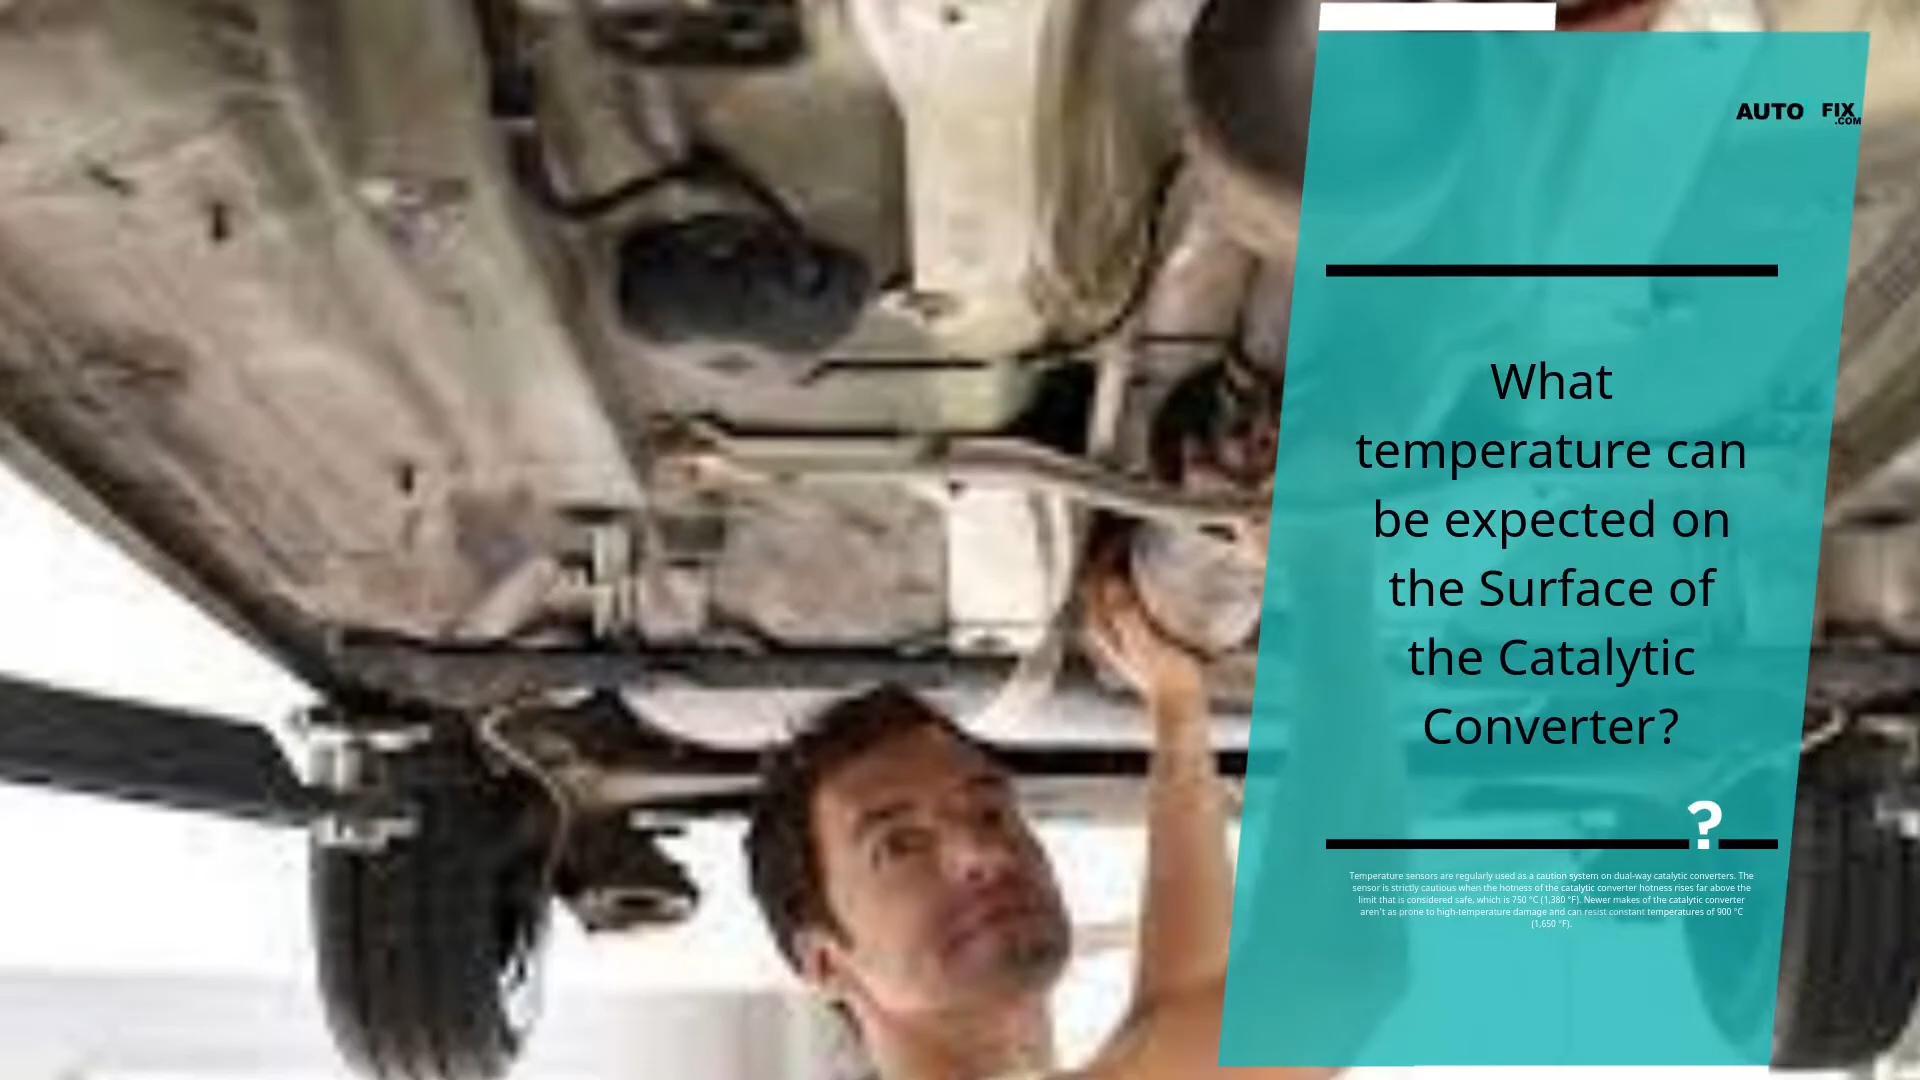 AUTO FIX
.COM
What
temperature can
be expected on
the Surface of
the Catalytic
Converter?
?
Temperature sensors are regularly used as a caution system on dual-way catalytic converters. The
sensor is strictly cautious when the hotness of the catalytic converter hotness rises far above the
limit that is considered safe, which is 750 °C (1,380 °F). Newer makes of the catalytic converter
aren't as prone to high-temperature damage and can resist constant temperatures of 900 °C
(1,650 °F).